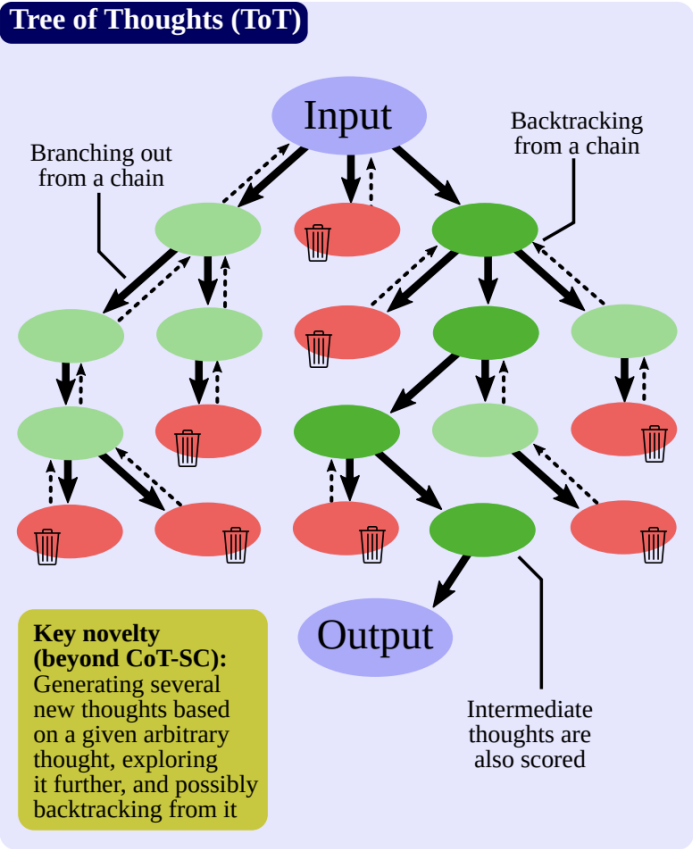 Tree of Thoughts (ToT)
Input
Branching out
from a chain
Backtracking
from a chain
Output
Key novelty
(beyond CoT-SC):
Generating several
new thoughts based
on a given arbitrary
thought, exploring
it further, and possibly
backtracking from it
Intermediate
thoughts are
also scored